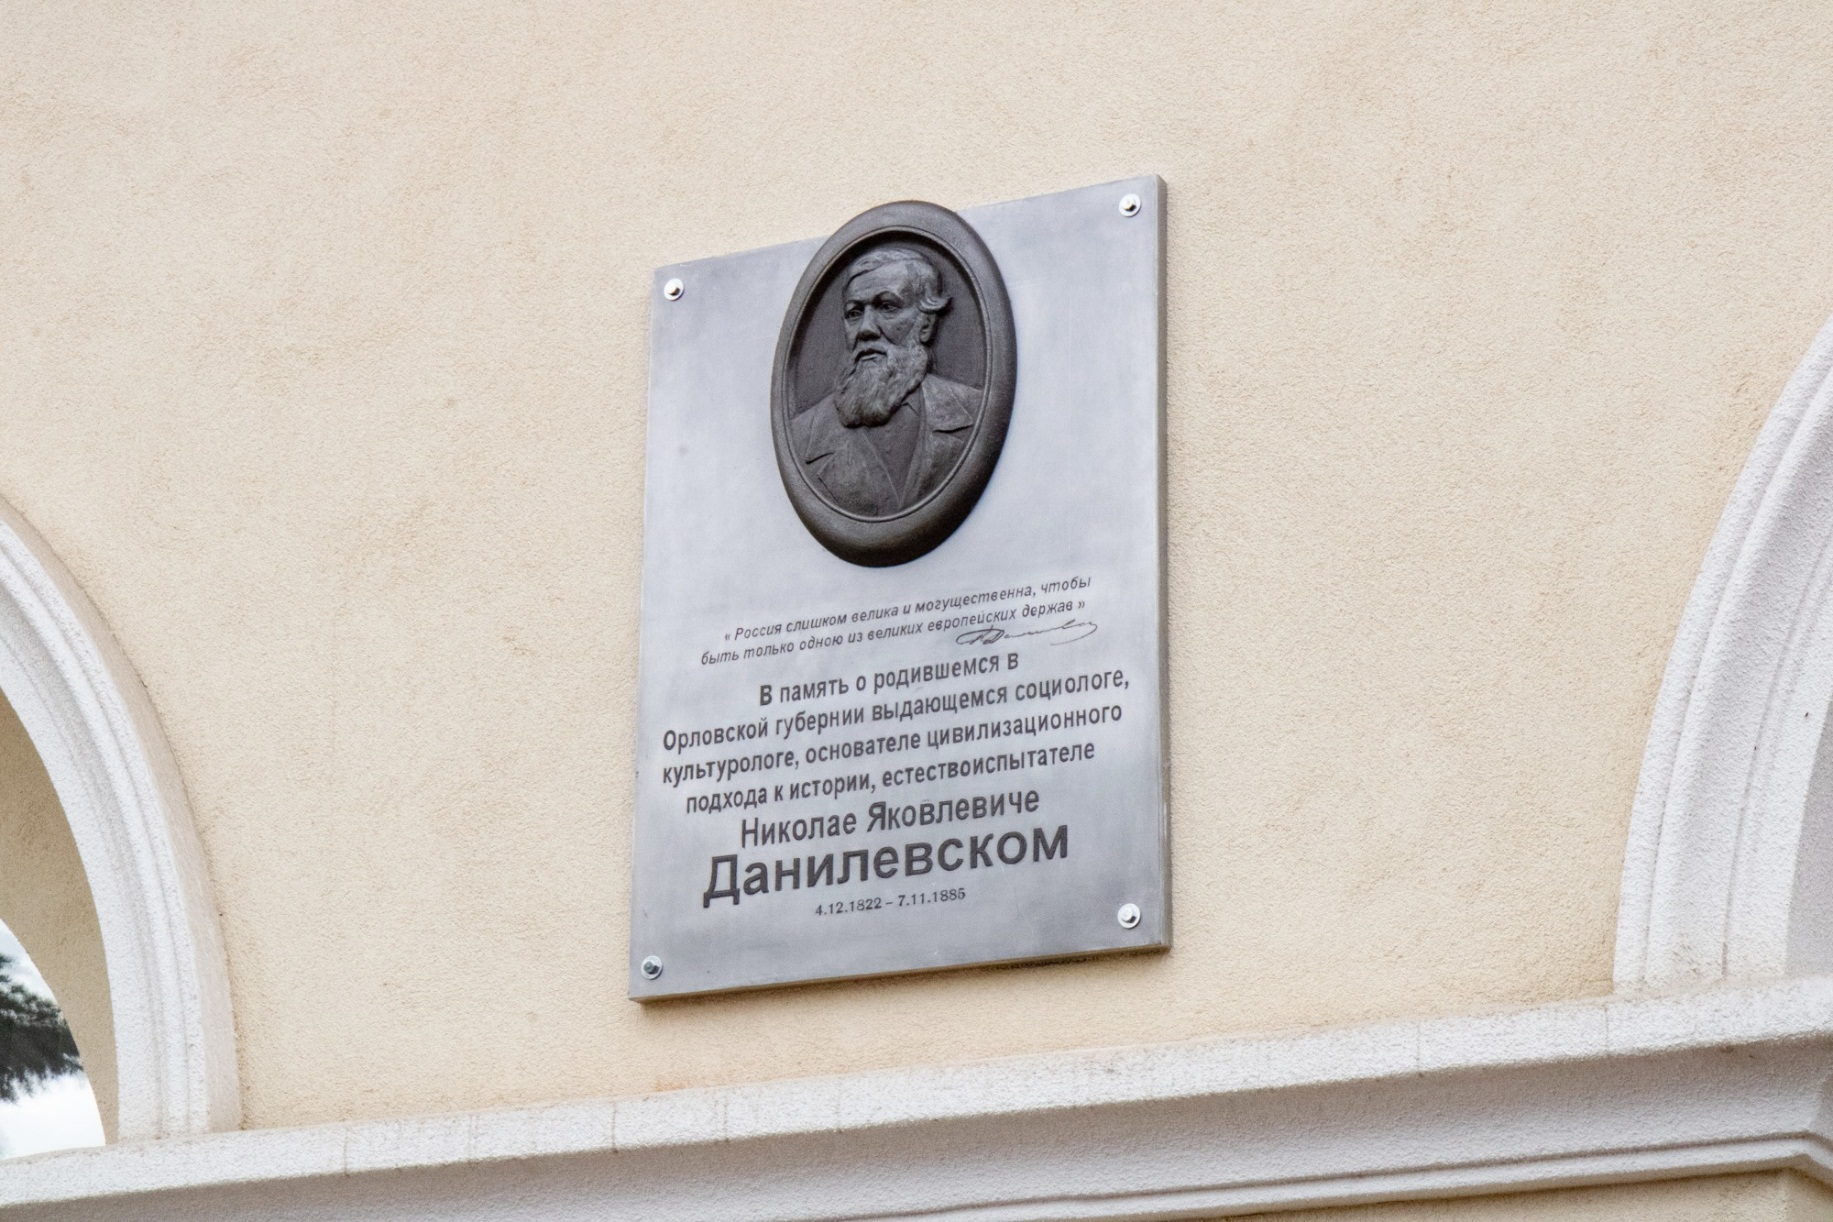 « Россия слишком велика и могущественна, чтобы
быть только одною из великих европейских держав »
В память о родившемся в
Орловской губернии выдающемся социологе,
культурологе, основателе цивилизационного
подхода к истории, естествоиспытателе
Николае Яковлевиче
Данилевском
4.12.1822 – 7.11.1885